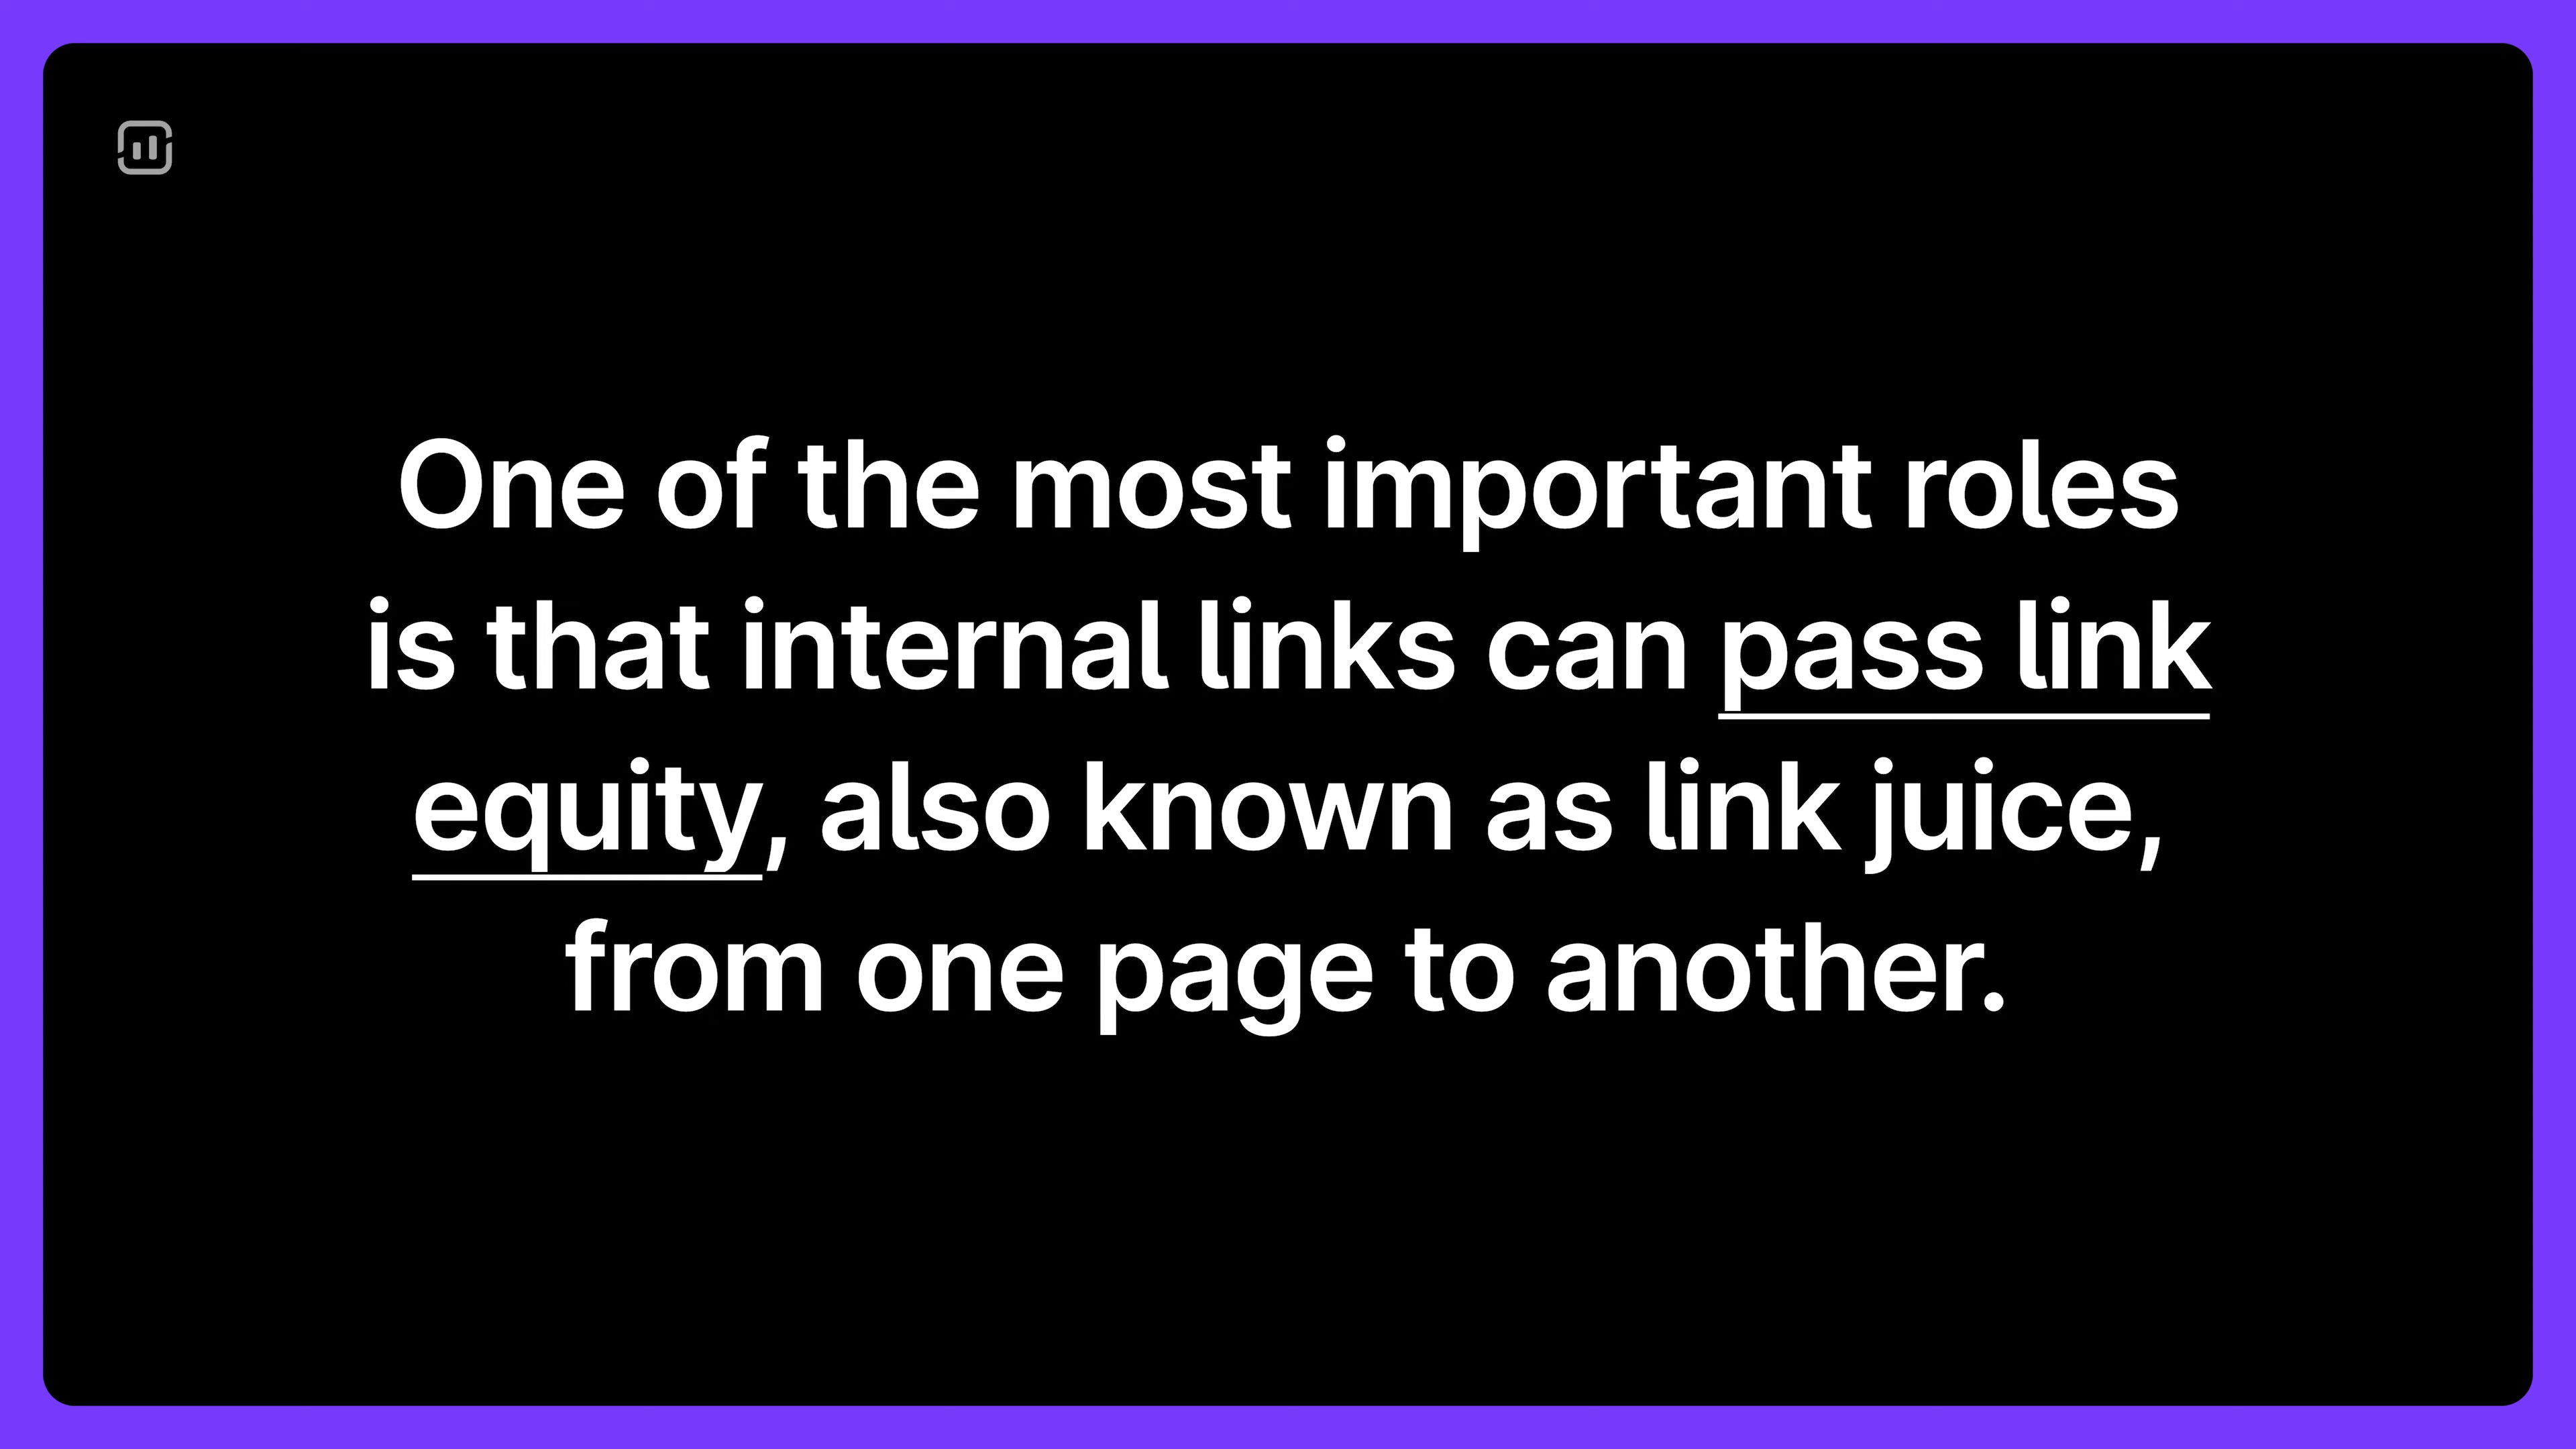 One of the most important roles
is that internal links can pass link
equity, also known as link juice,
from one page to another.